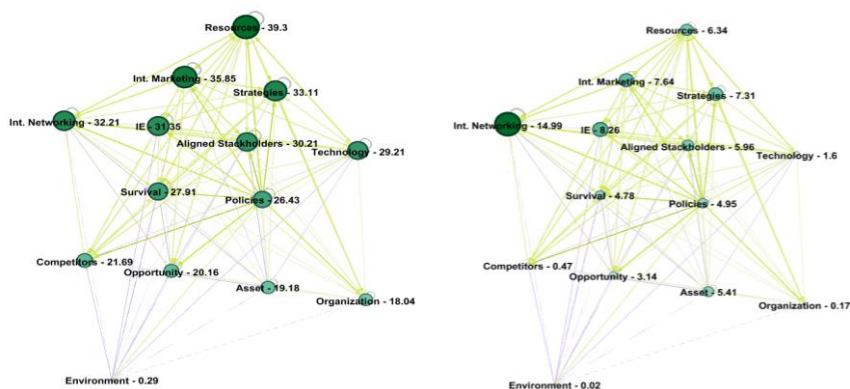 Resources - 39.3
Int. Marketing - 35.85
Strategies - 33.11
Int. Networking - 32.21
IE - 31.35
Aligned Stackholders - 30.21
Technology - 29.21
Survival - 27.91
Policies - 26.43
Competitors - 21.69
Opportunity - 20.16
Asset - 19.18
Organization - 18.04
Environment - 0.29
Resources - 6.34
Int. Marketing - 7.64
Strategies - 7.31
Int. Networking - 14.99
IE - 8.26
Aligned Stackholders - 5.96
Technology - 1.6
Survival - 4.78
Policies - 4.95
Competitors - 0.47
Opportunity - 3.14
Asset - 5.41
Organization - 0.17
Environment - 0.02